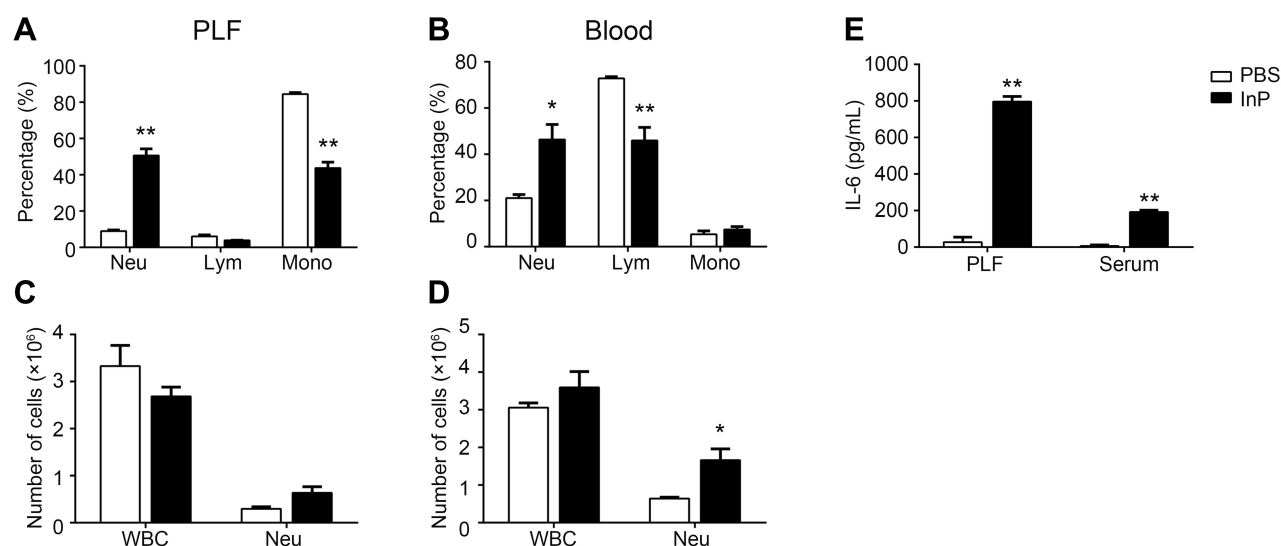 A
PLF
Percentage (%)
100
80
60
40
20
0
**
**
Neu Lym Mono
B
Blood
Percentage (%)
80
60
40
20
0
*
**
Neu Lym Mono
E
IL-6 (pg/mL)
1000
800
600
400
200
0
**
**
PLF Serum
PBS
InP
C
Number of cells (×10⁶)
4
3
2
1
0
WBC Neu
D
Number of cells (×10⁶)
5
4
3
2
1
0
*
WBC Neu